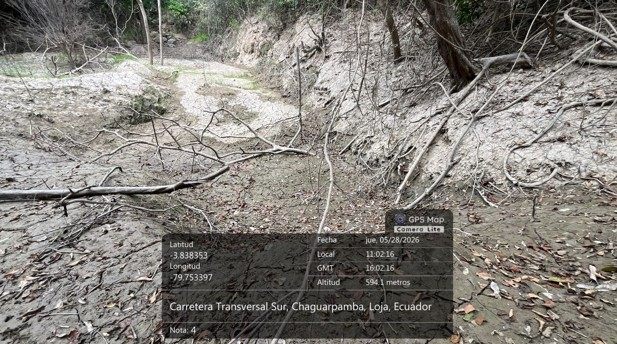 GPS Map
Camera Lite
Latitud
-3.838353
Longitud
-79.753397
Fecha jue, 05/28/2026
Local 11:02:16
GMT 16:02:16
Altitud 594.1 metros
Carretera Transversal Sur, Chaguarpamba, Loja, Ecuador
Nota: 4